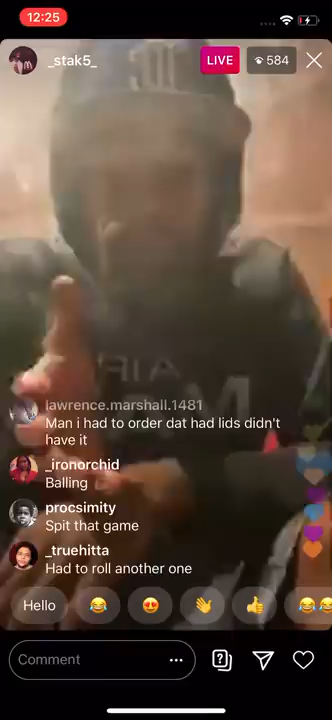 12:25
_stak5_
LIVE
584
lawrence.marshall.1481
Man i had to order dat had lids didn't
have it
_ironorchid
Balling
procsimity
Spit that game
_truehitta
Had to roll another one
Hello
Comment